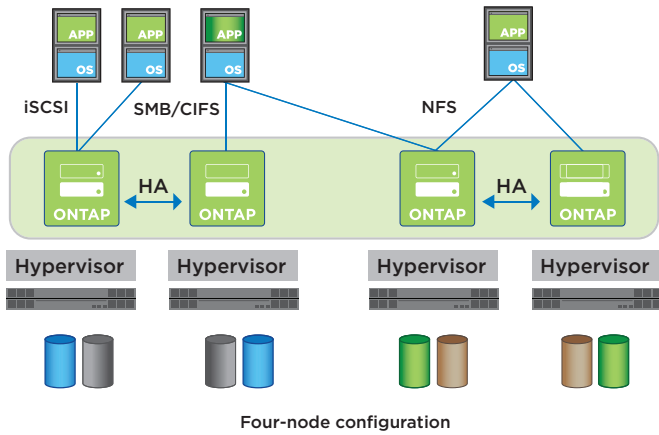 APP
APP
APP
APP
OS
OS
OS
OS
iSCSI
SMB/CIFS
NFS
HA
HA
ONTAP
ONTAP
ONTAP
ONTAP
Hypervisor
Hypervisor
Hypervisor
Hypervisor
Four-node configuration